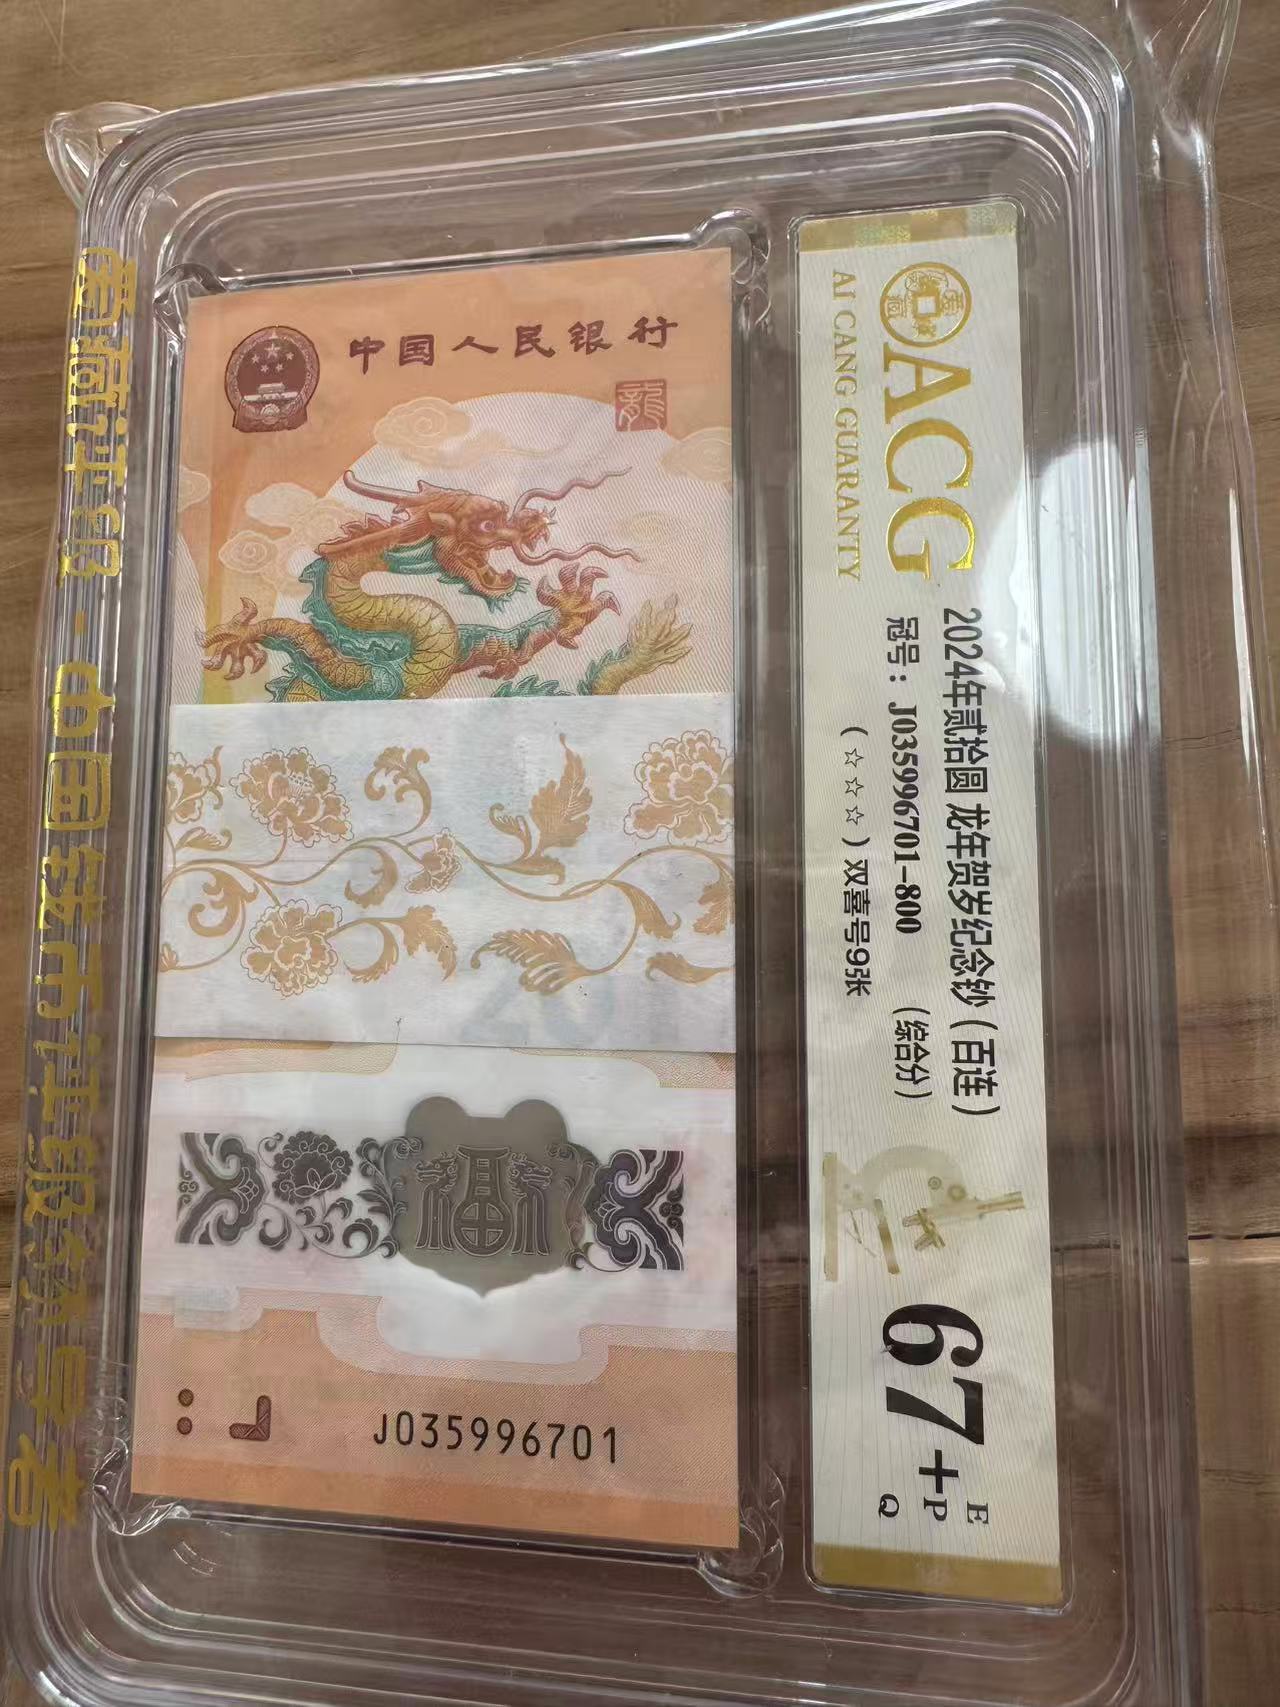 爱藏评级·中国钱币评级领导者
中国人民银行
龍
福
J035996701
ACG
AI CANG GUARANTY
2024年贰拾圆 龙年贺岁纪念钞（百连）
冠号：J035996701-800 （综合分）
（☆☆☆）双喜号9张
67+
E
P
Q